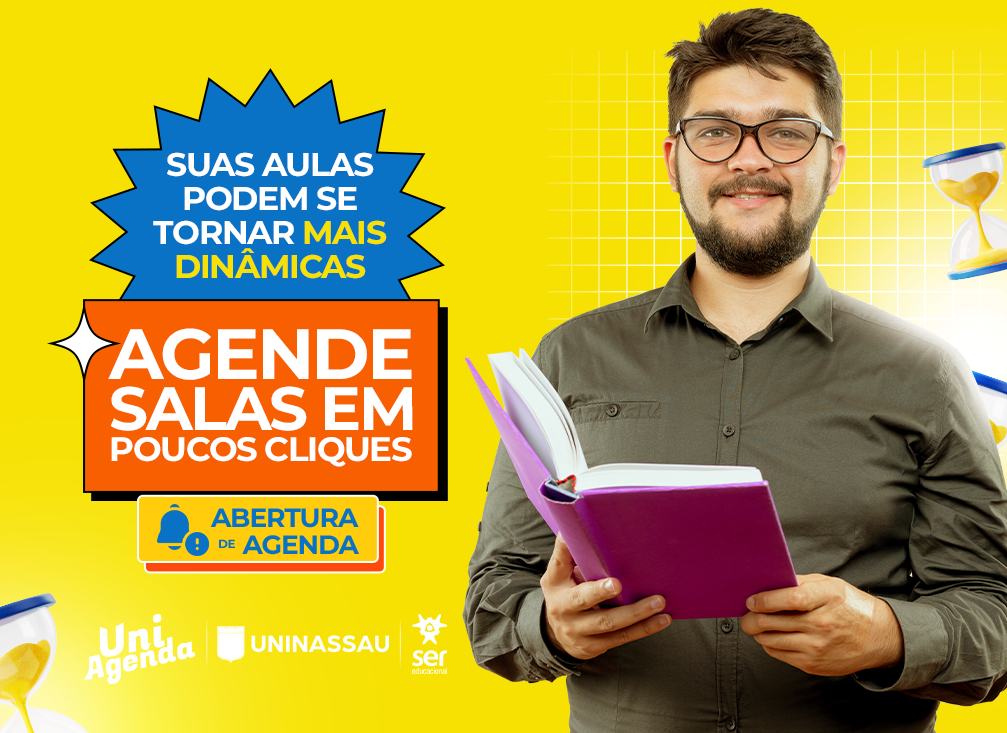 SUAS AULAS
PODEM SE
TORNAR MAIS
DINÂMICAS
AGENDE
SALAS EM
POUCOS CLIQUES
ABERTURA
DE AGENDA
Uni
Agenda
UNINASSAU
ser
educacional